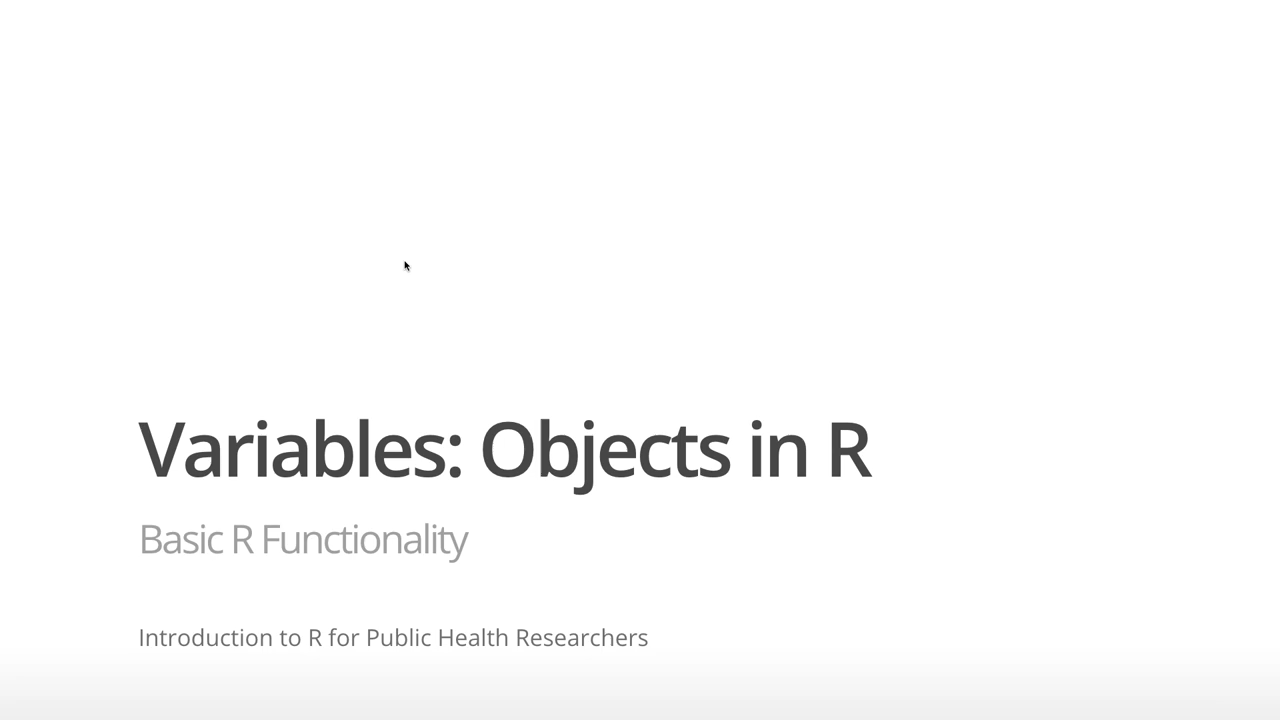 Variables: Objects in R
Basic R Functionality
Introduction to R for Public Health Researchers